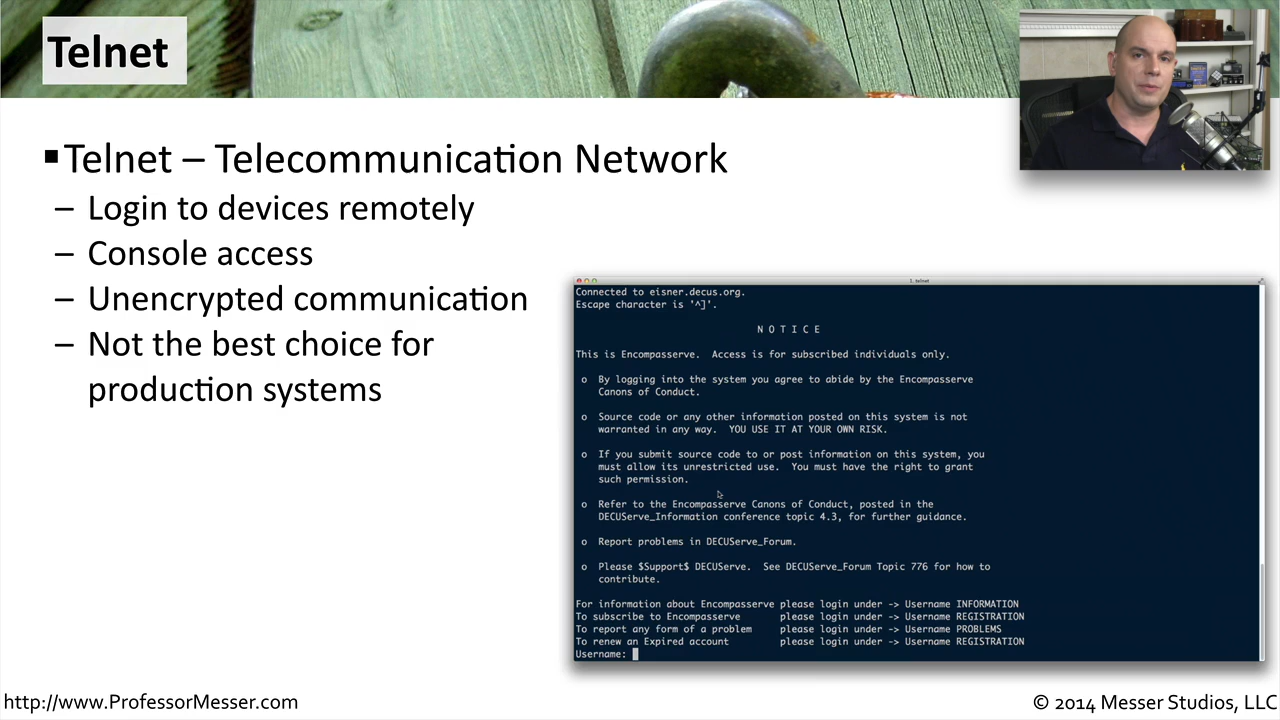 Telnet
▪Telnet – Telecommunication Network
– Login to devices remotely
– Console access
– Unencrypted communication
– Not the best choice for
production systems
telnet
Connected to eisner.decus.org.
Escape character is '^]'.
N O T I C E
This is Encompasserve.  Access is for subscribed individuals only.
o  By logging into the system you agree to abide by the Encompasserve
Canons of Conduct.
o  Source code or any other information posted on this system is not
warranted in any way.  YOU USE IT AT YOUR OWN RISK.
o  If you submit source code to or post information on this system, you
must allow its unrestricted use.  You must have the right to grant
such permission.
o  Refer to the Encompasserve Canons of Conduct, posted in the
DECUServe_Information conference topic 4.3, for further guidance.
o  Report problems in DECUServe_Forum.
o  Please $Support$ DECUServe.  See DECUServe_Forum Topic 776 for how to
contribute.
For information about Encompasserve please login under -> Username INFORMATION
To subscribe to Encompasserve      please login under -> Username REGISTRATION
To report any form of a problem    please login under -> Username PROBLEMS
To renew an Expired account        please login under -> Username REGISTRATION
Username:
http://www.ProfessorMesser.com
© 2014 Messer Studios, LLC